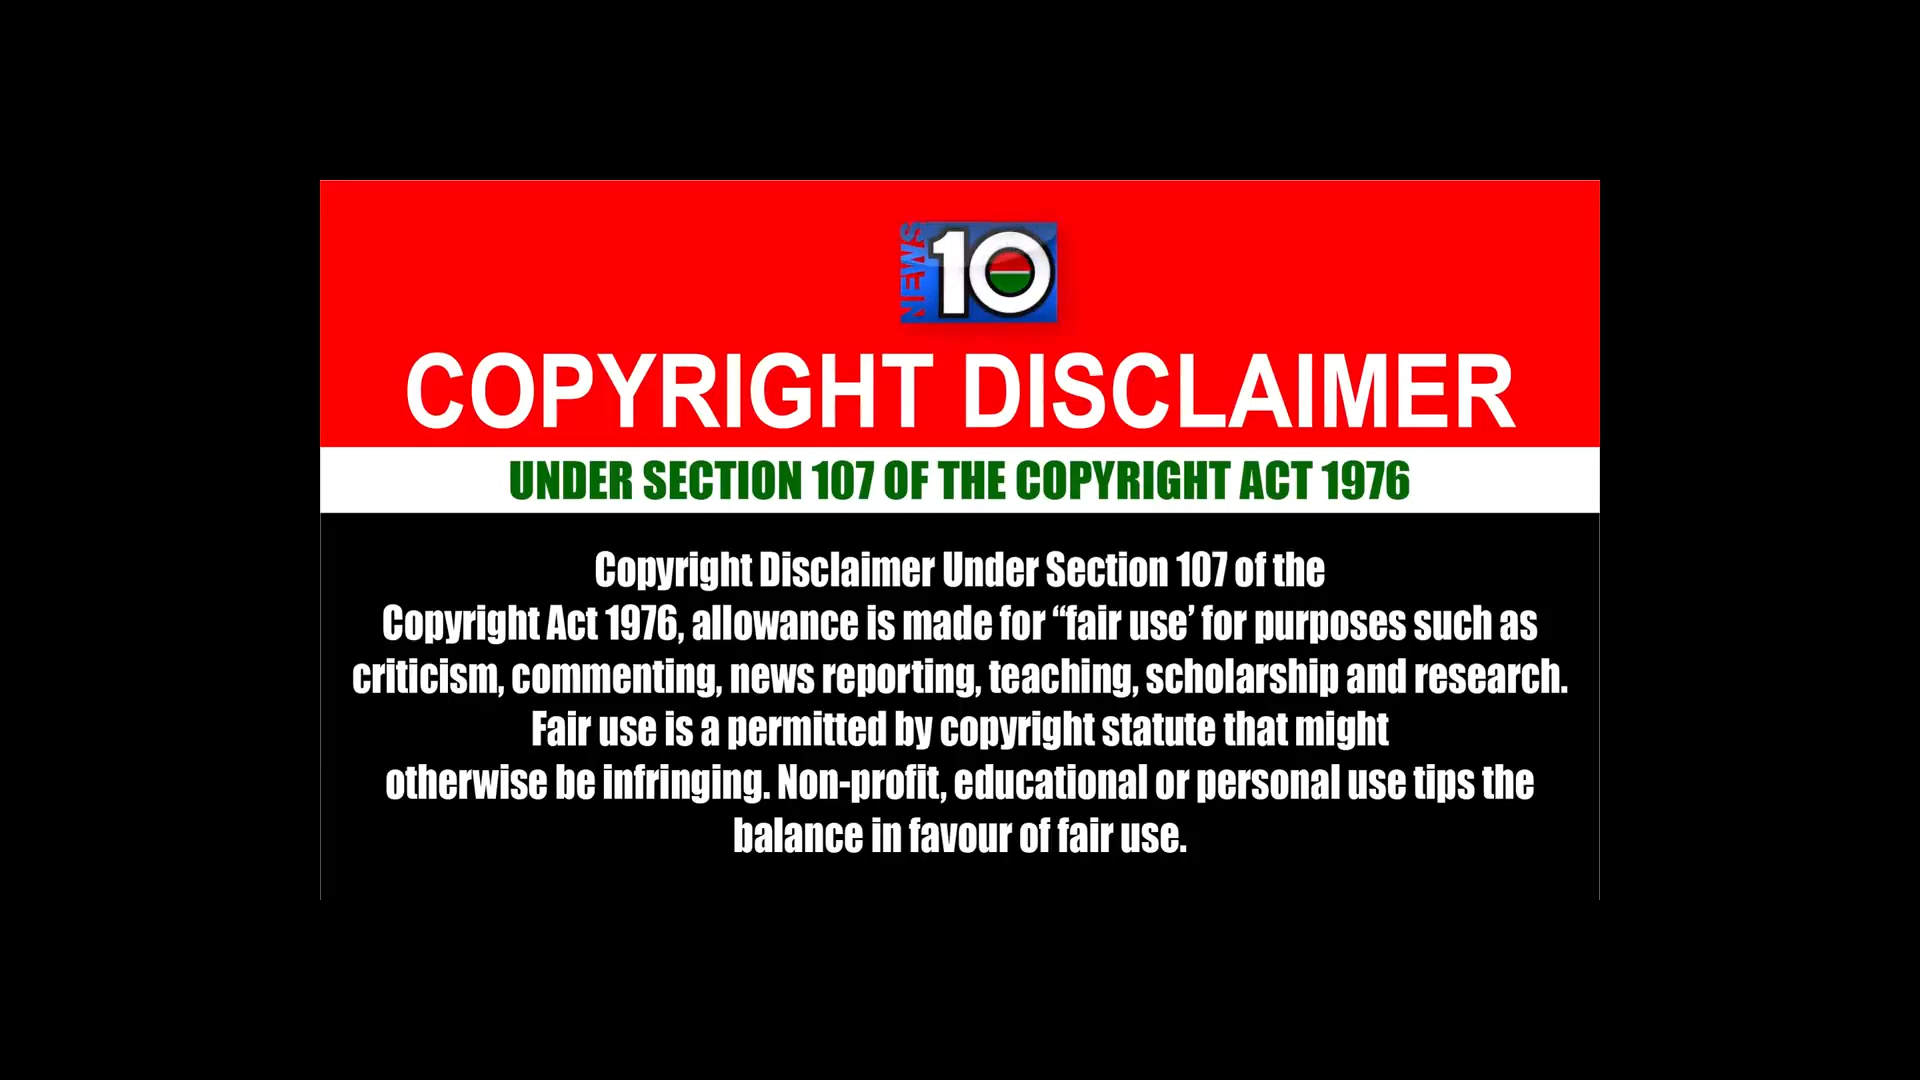 NEWS
10
COPYRIGHT DISCLAIMER
UNDER SECTION 107 OF THE COPYRIGHT ACT 1976
Copyright Disclaimer Under Section 107 of the
Copyright Act 1976, allowance is made for “fair use’ for purposes such as
criticism, commenting, news reporting, teaching, scholarship and research.
Fair use is a permitted by copyright statute that might
otherwise be infringing. Non-profit, educational or personal use tips the
balance in favour of fair use.